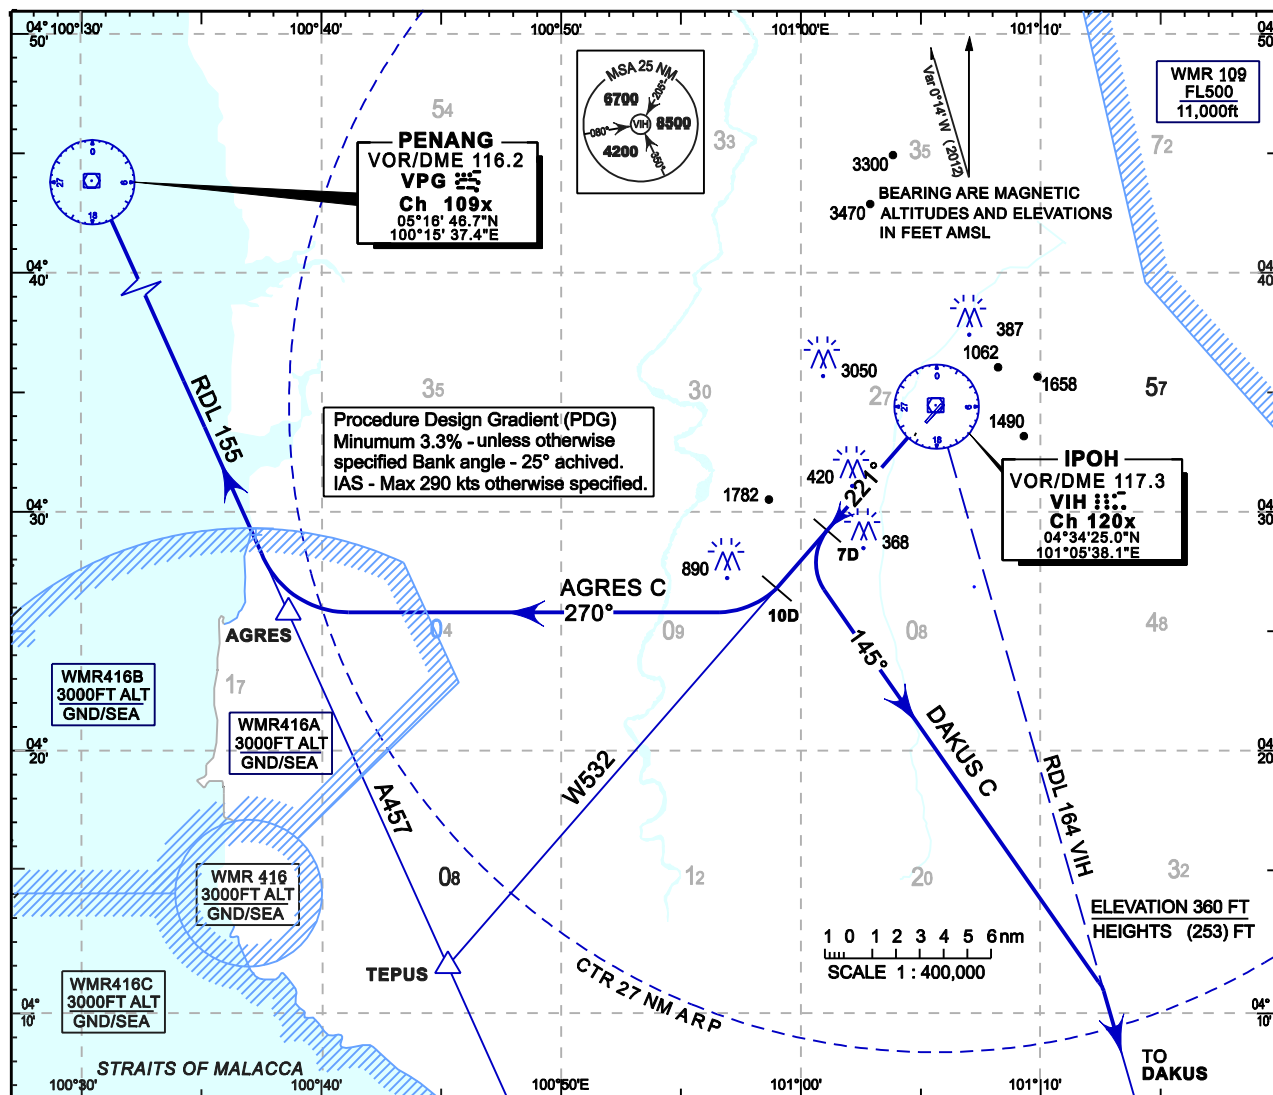 04° 100°30' 100°40' 100°50' 101°00'E 101°10' 04°
50' 50'
MSA 25 NM
6700 205°
VIH 8500
080°
4200 350°
Var 0°14' W (2012)
WMR 109
FL500
11,000ft
54
33
35
72
PENANG
VOR/DME 116.2
VPG
Ch 109x
05°16' 46.7"N
100°15' 37.4"E
0
27 6
18
3300
3470
BEARING ARE MAGNETIC
ALTITUDES AND ELEVATIONS
IN FEET AMSL
04° 04°
40' 40'
387
1062
3050
1658
35
30
27
57
0
27 6
18
1490
RDL 155
Procedure Design Gradient (PDG)
Minumum 3.3% - unless otherwise
specified Bank angle - 25° achived.
IAS - Max 290 kts otherwise specified.
IPOH
VOR/DME 117.3
VIH
Ch 120x
04°34'25.0"N
101°05'38.1"E
420
221°
1782
04° 04°
30' 30'
7D
368
890
AGRES C
270°
10D
AGRES
04
09
08
48
145°
WMR416B
3000FT ALT
GND/SEA
17
WMR416A
3000FT ALT
GND/SEA
DAKUS C
04° 04°
20' 20'
W532
A457
RDL 164 VIH
WMR 416
3000FT ALT
GND/SEA
08
12
20
32
ELEVATION 360 FT
HEIGHTS (253) FT
1 0 1 2 3 4 5 6nm
SCALE 1 : 400,000
TEPUS
CTR 27 NM ARP
WMR416C
3000FT ALT
GND/SEA
04° 04°
10' 10'
TO
DAKUS
STRAITS OF MALACCA
100°30' 100°40' 100°50'E 101°00' 101°10'